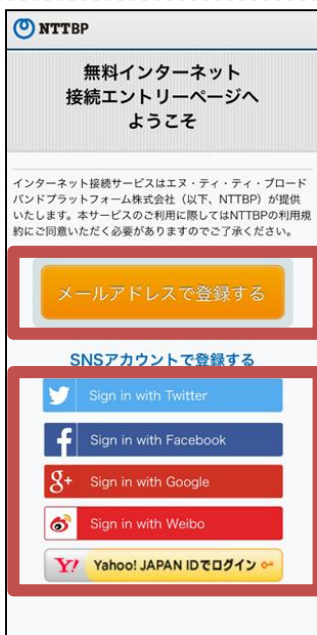 NTTBP
無料インターネット
接続エントリーページへ
ようこそ
インターネット接続サービスはエヌ・ティ・ティ・ブロード
バンドプラットフォーム株式会社（以下、NTTBP）が提供
いたします。本サービスのご利用に際してはNTTBPの利用規
約にご同意いただく必要がありますのでご了承ください。
メールアドレスで登録する
SNSアカウントで登録する
Sign in with Twitter
Sign in with Facebook
Sign in with Google
Sign in with Weibo
Y! Yahoo! JAPAN IDでログイン